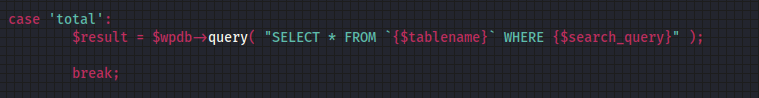 case 'total':
$result = $wpdb->query( "SELECT * FROM `{$tablename}` WHERE {$search_query}" );
break;